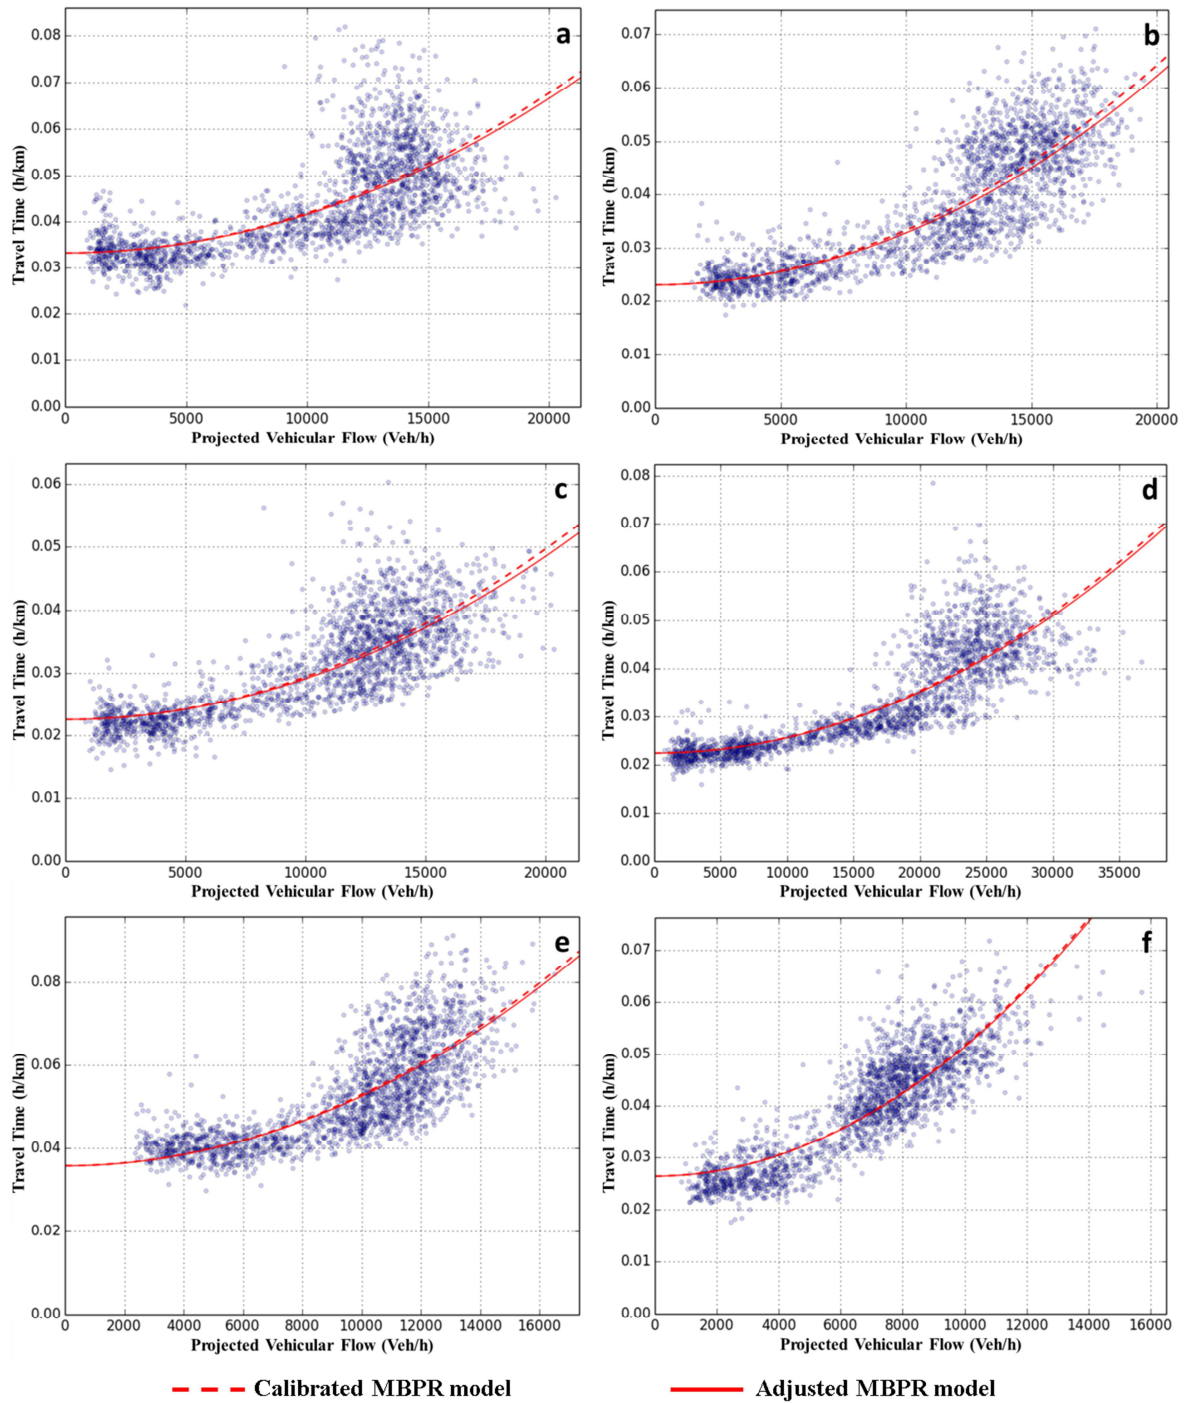 a
0.08
0.07
0.06
0.05
0.04
0.03
0.02
0.01
0.00
Travel Time (h/km)
0 5000 10000 15000 20000
Projected Vehicular Flow (Veh/h)
b
0.07
0.06
0.05
0.04
0.03
0.02
0.01
0.00
Travel Time (h/km)
0 5000 10000 15000 20000
Projected Vehicular Flow (Veh/h)
c
0.06
0.05
0.04
0.03
0.02
0.01
0.00
Travel Time (h/km)
0 5000 10000 15000 20000
Projected Vehicular Flow (Veh/h)
d
0.08
0.07
0.06
0.05
0.04
0.03
0.02
0.01
0.00
Travel Time (h/km)
0 5000 10000 15000 20000 25000 30000 35000
Projected Vehicular Flow (Veh/h)
e
0.08
0.06
0.04
0.02
0.00
Travel Time (h/km)
0 2000 4000 6000 8000 10000 12000 14000 16000
Projected Vehicular Flow (Veh/h)
f
0.07
0.06
0.05
0.04
0.03
0.02
0.01
0.00
Travel Time (h/km)
0 2000 4000 6000 8000 10000 12000 14000 16000
Projected Vehicular Flow (Veh/h)
Calibrated MBPR model
Adjusted MBPR model